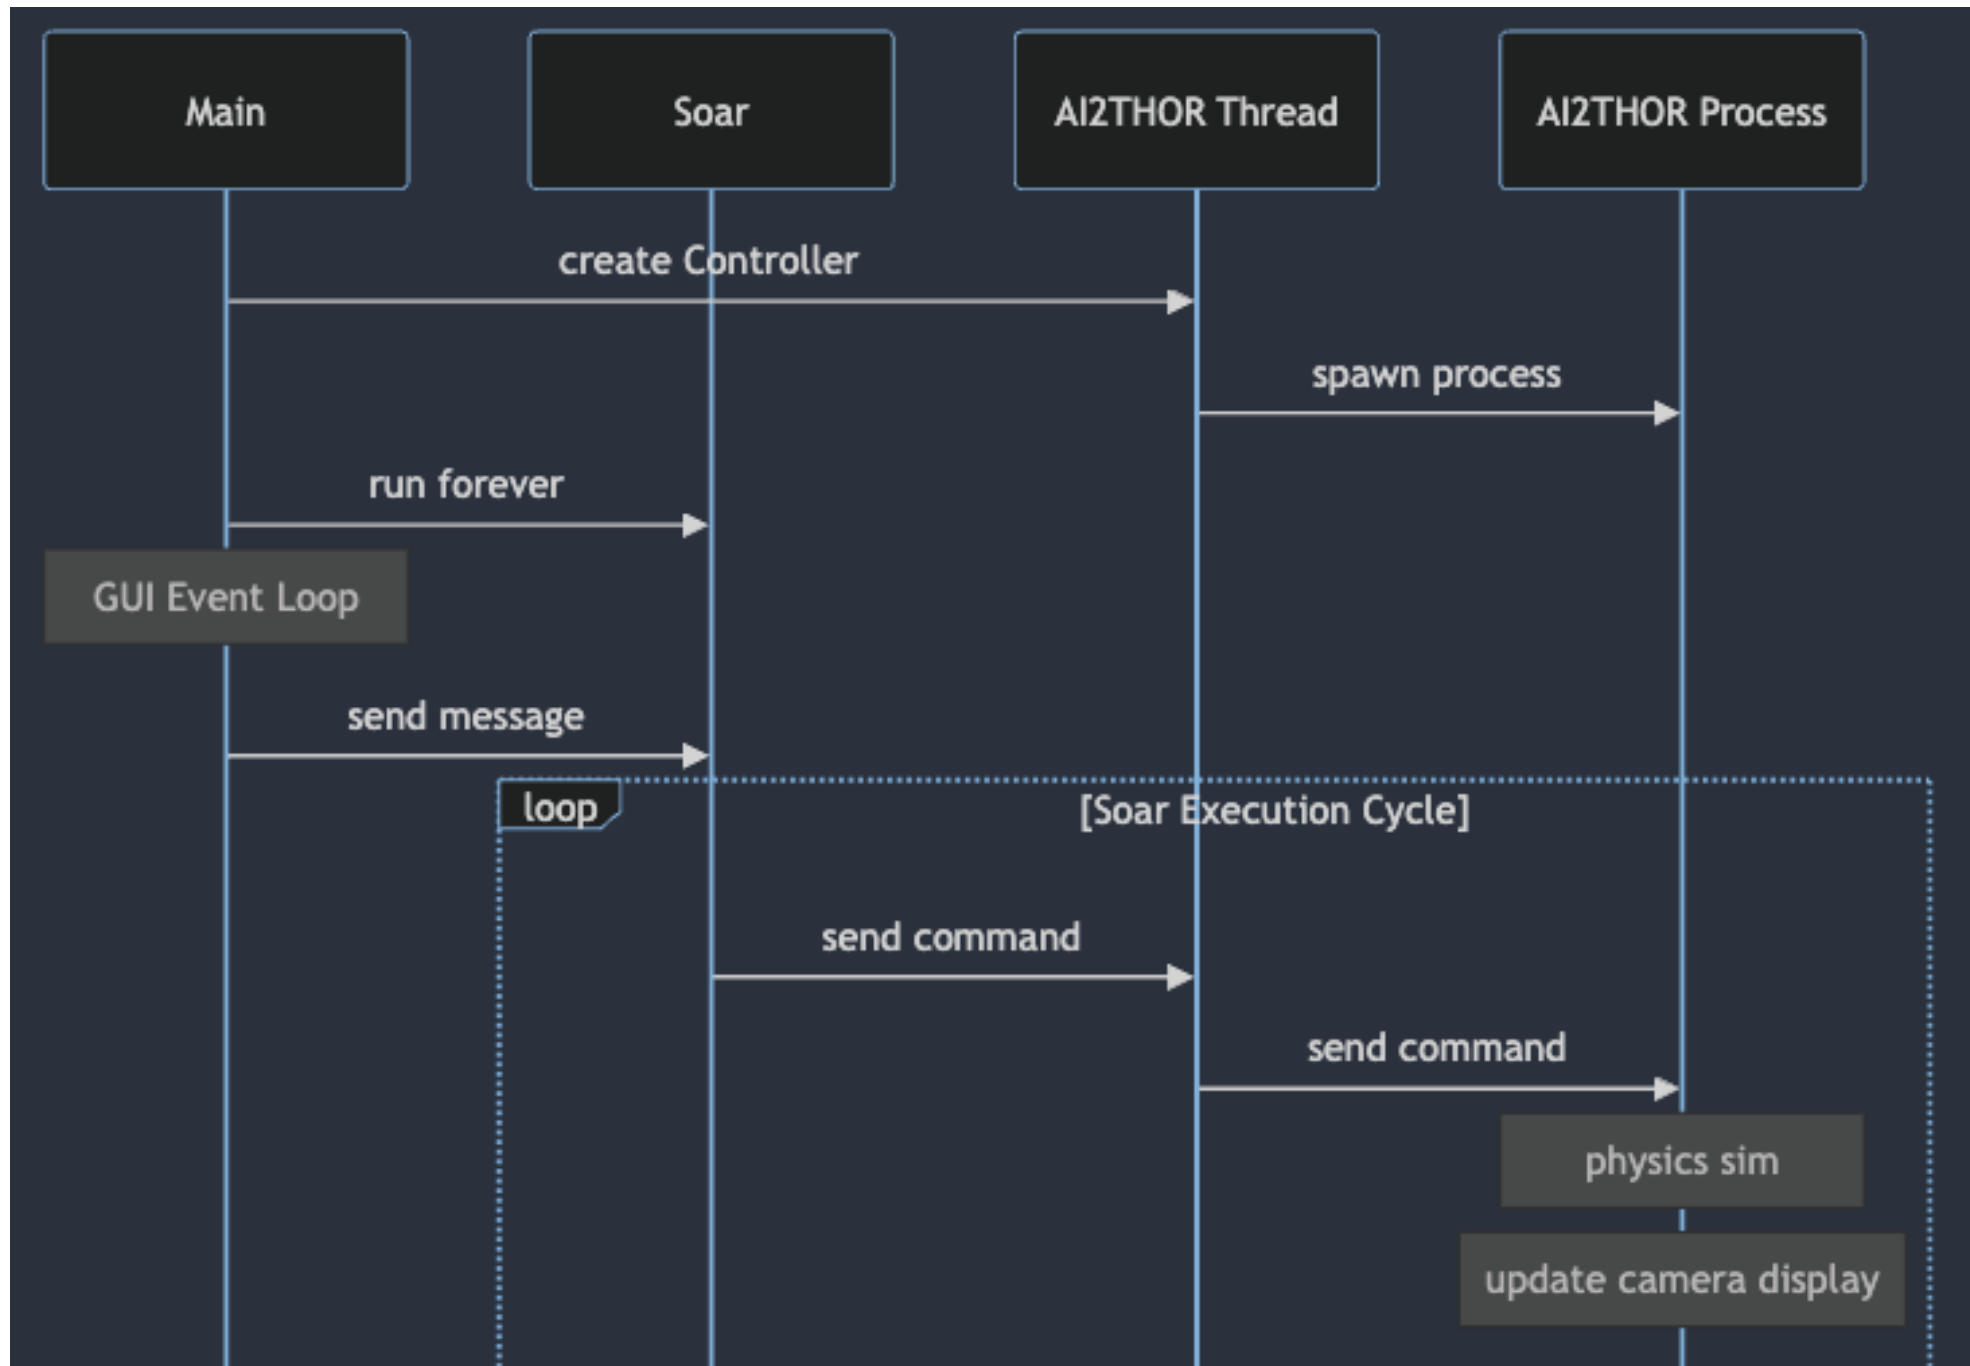 Main
Soar
AI2THOR Thread
AI2THOR Process
create Controller
spawn process
run forever
GUI Event Loop
send message
loop
[Soar Execution Cycle]
send command
send command
physics sim
update camera display